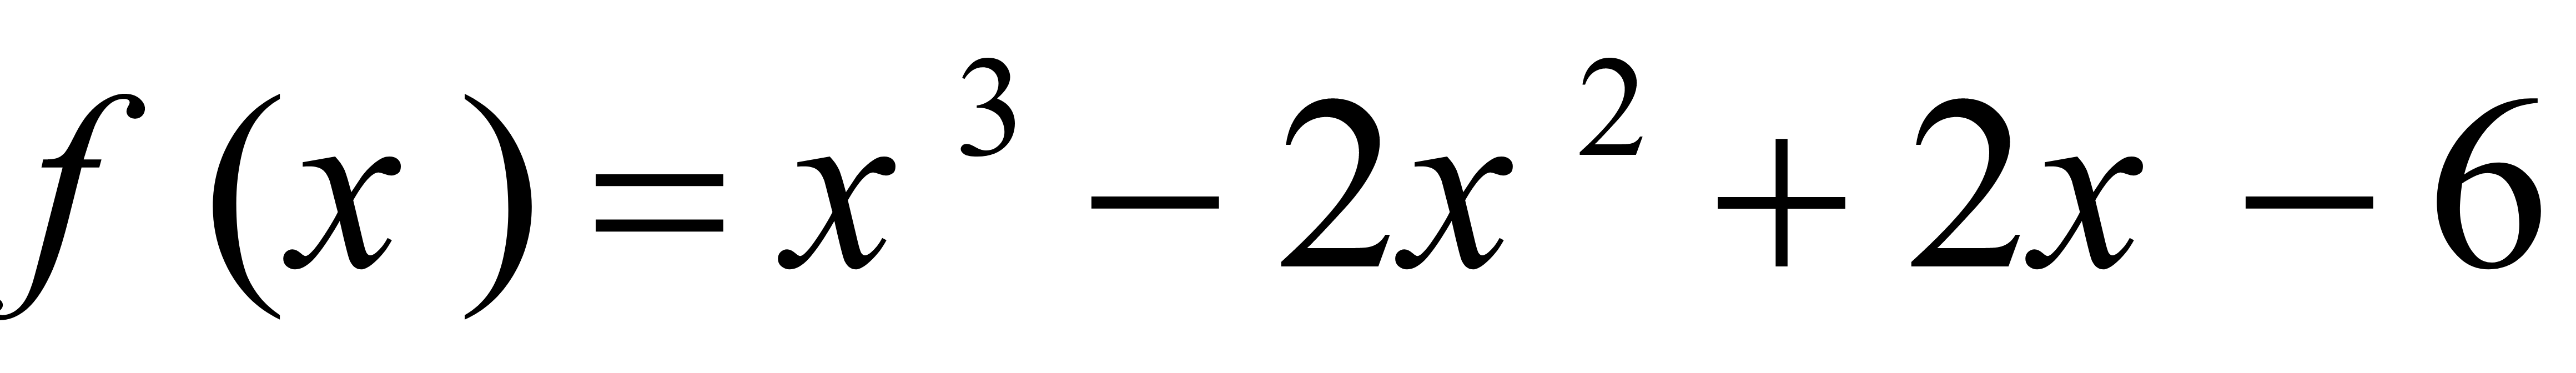 f (x) = x³ − 2x² + 2x − 6